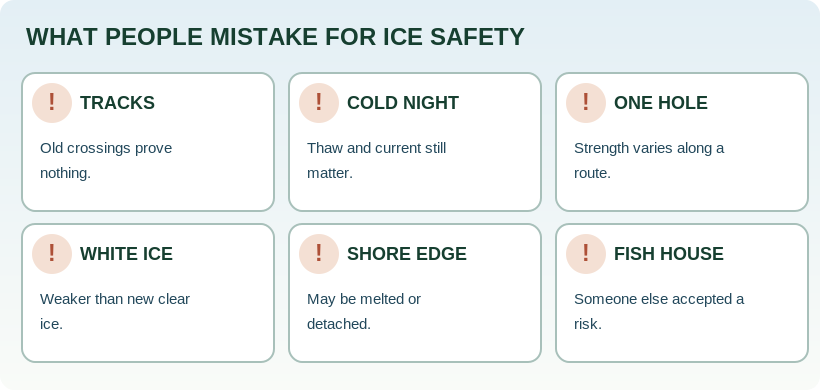 WHAT PEOPLE MISTAKE FOR ICE SAFETY
! TRACKS
Old crossings prove
nothing.
! COLD NIGHT
Thaw and current still
matter.
! ONE HOLE
Strength varies along a
route.
! WHITE ICE
Weaker than new clear
ice.
! SHORE EDGE
May be melted or
detached.
! FISH HOUSE
Someone else accepted a
risk.